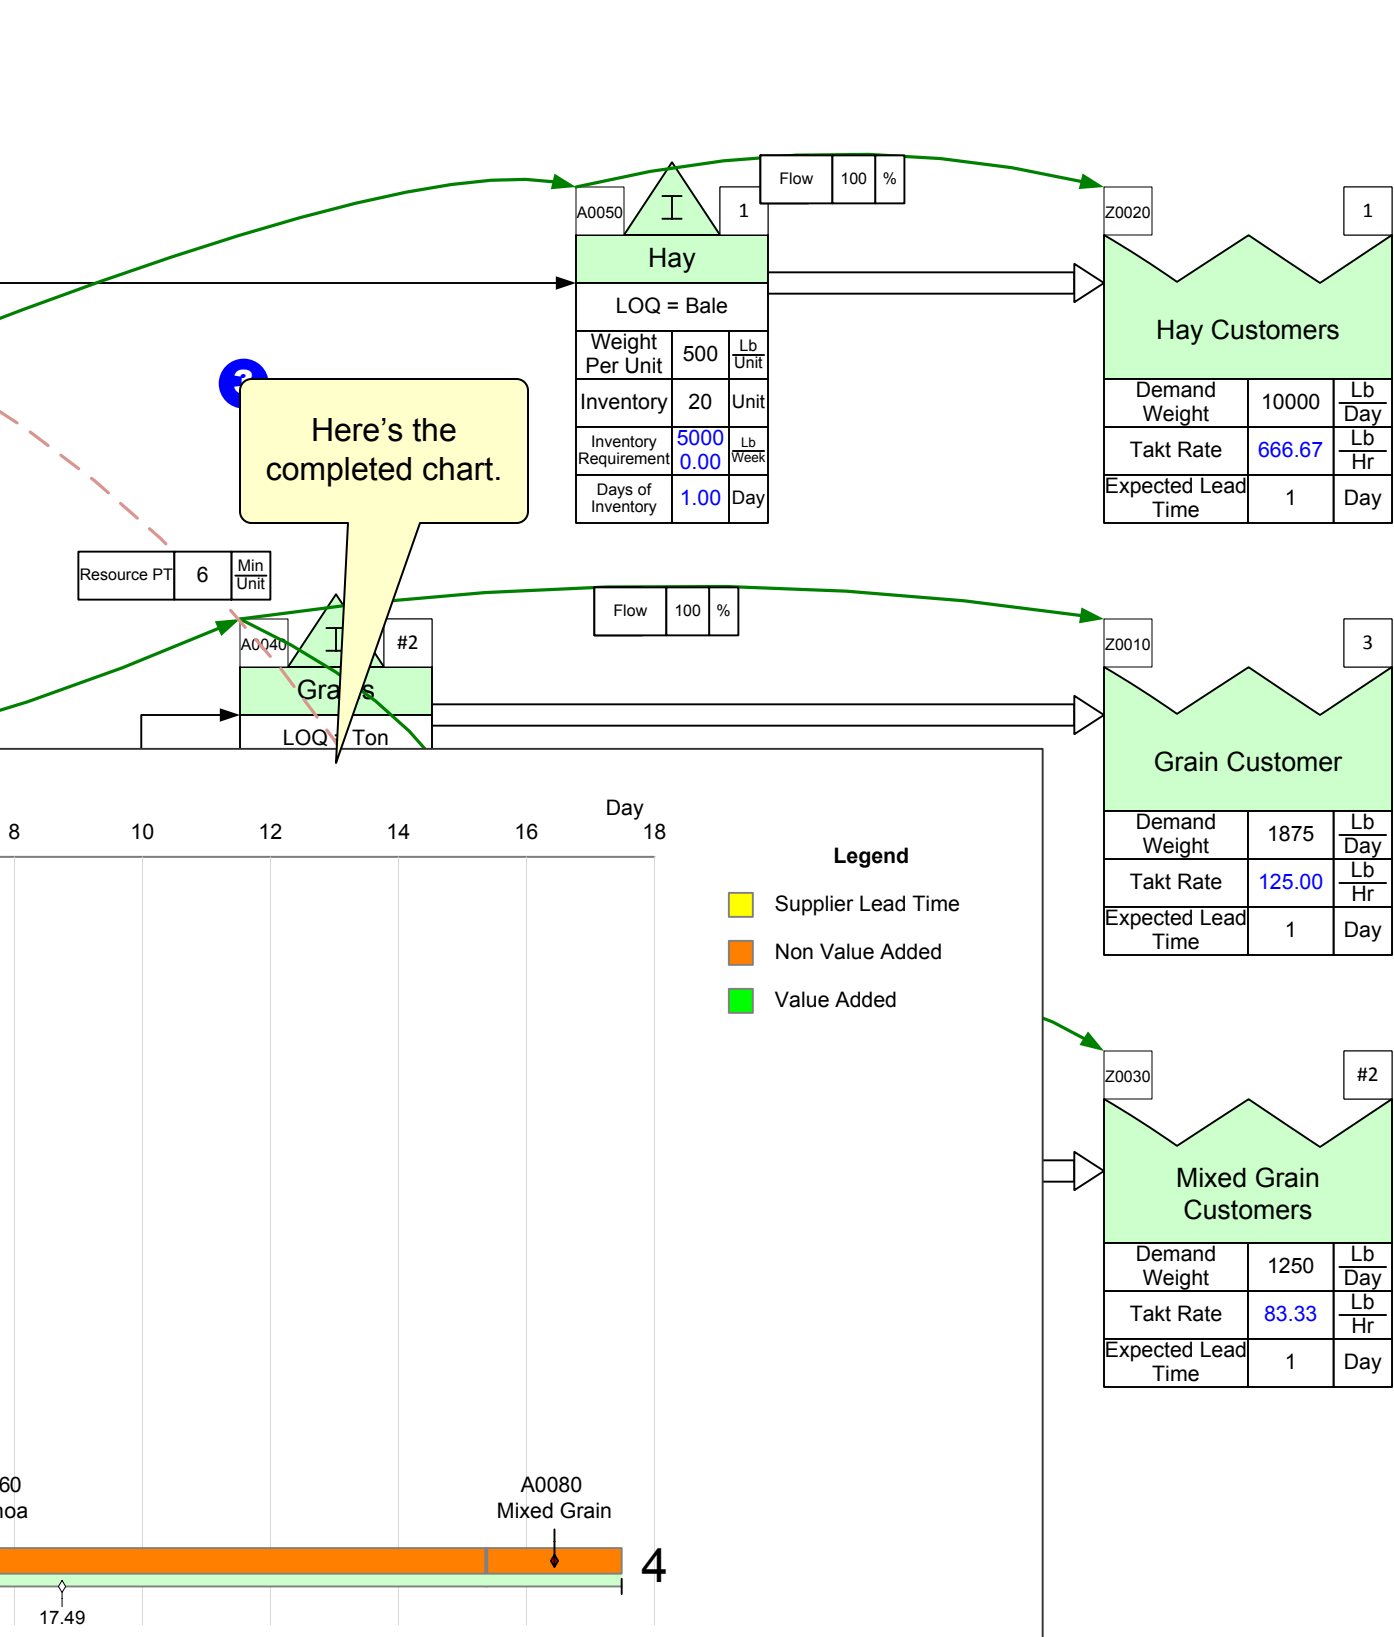 Flow 100 %
A0050
1
Z0020
1
Hay
LOQ = Bale
Weight
Per Unit
500
Lb
Unit
Inventory 20 Unit
Inventory
Requirement
5000
0.00
Lb
Week
Days of
Inventory
1.00 Day
Hay Customers
Demand
Weight
10000
Lb
Day
Takt Rate 666.67
Lb
Hr
Expected Lead
Time
1 Day
Here's the
completed chart.
Resource PT 6
Min
Unit
Flow 100 %
A0040
#2
LOQ
Ton
Z0010
3
Grain Customer
Demand
Weight
1875
Lb
Day
Takt Rate 125.00
Lb
Hr
Expected Lead
Time
1 Day
Day
8 10 12 14 16 18
Legend
Supplier Lead Time
Non Value Added
Value Added
Z0030
#2
Mixed Grain
Customers
Demand
Weight
1250
Lb
Day
Takt Rate 83.33
Lb
Hr
Expected Lead
Time
1 Day
60
noa
A0080
Mixed Grain
4
17.49